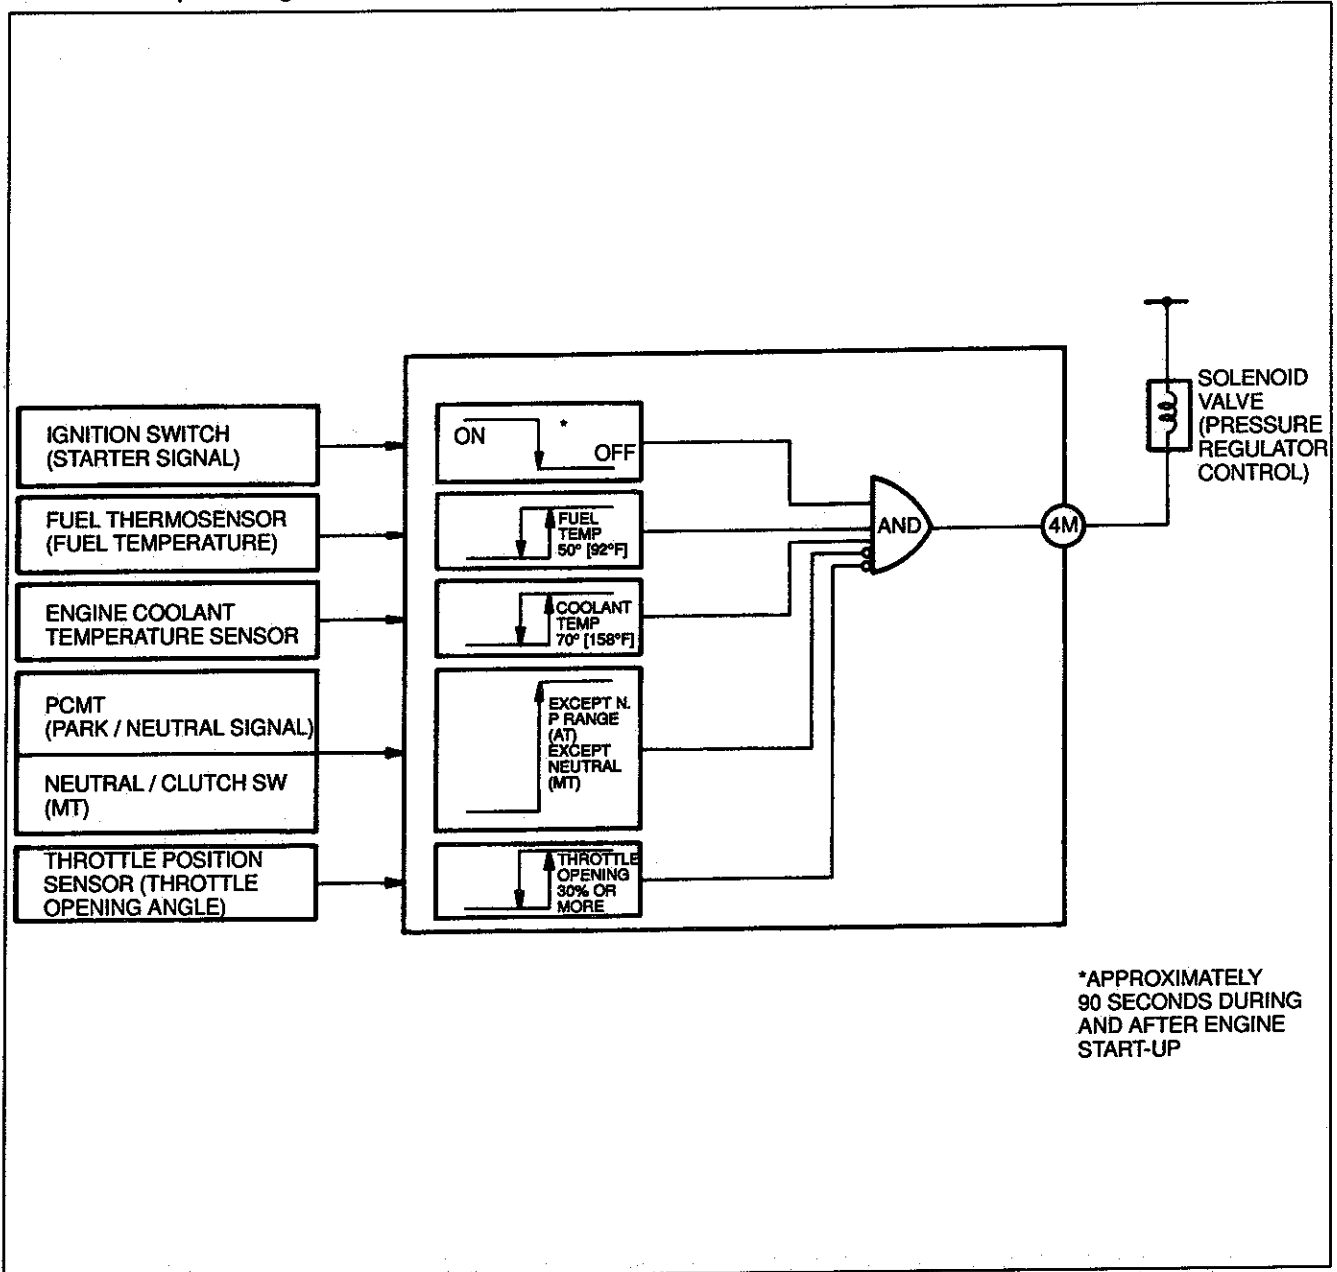 IGNITION SWITCH
(STARTER SIGNAL)
FUEL THERMOSENSOR
(FUEL TEMPERATURE)
ENGINE COOLANT
TEMPERATURE SENSOR
PCMT
(PARK / NEUTRAL SIGNAL)
NEUTRAL / CLUTCH SW
(MT)
THROTTLE POSITION
SENSOR (THROTTLE
OPENING ANGLE)
ON
*
OFF
FUEL
TEMP
50° [92°F]
COOLANT
TEMP
70° [158°F]
EXCEPT N.
P RANGE
(AT)
EXCEPT
NEUTRAL
(MT)
THROTTLE
OPENING
30% OR
MORE
AND
4M
SOLENOID
VALVE
(PRESSURE
REGULATOR
CONTROL)
*APPROXIMATELY
90 SECONDS DURING
AND AFTER ENGINE
START-UP